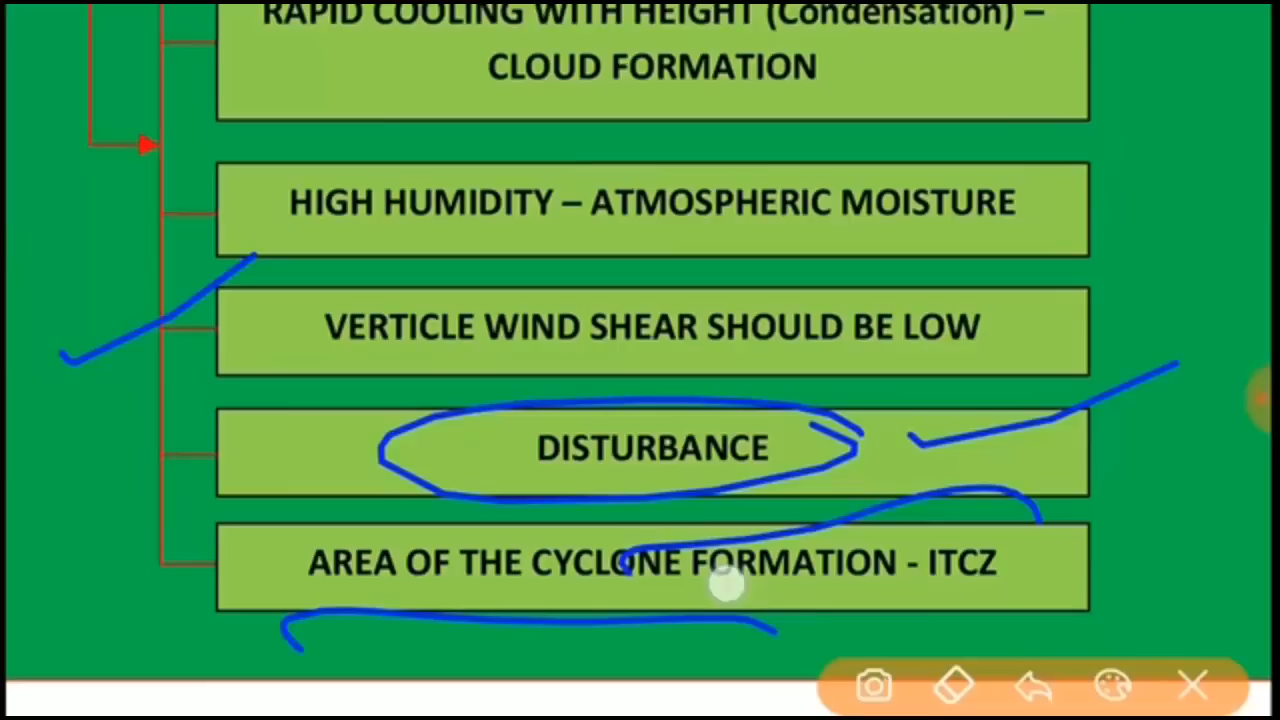 RAPID COOLING WITH HEIGHT (Condensation) –
CLOUD FORMATION
HIGH HUMIDITY – ATMOSPHERIC MOISTURE
VERTICLE WIND SHEAR SHOULD BE LOW
DISTURBANCE
AREA OF THE CYCLONE FORMATION - ITCZ